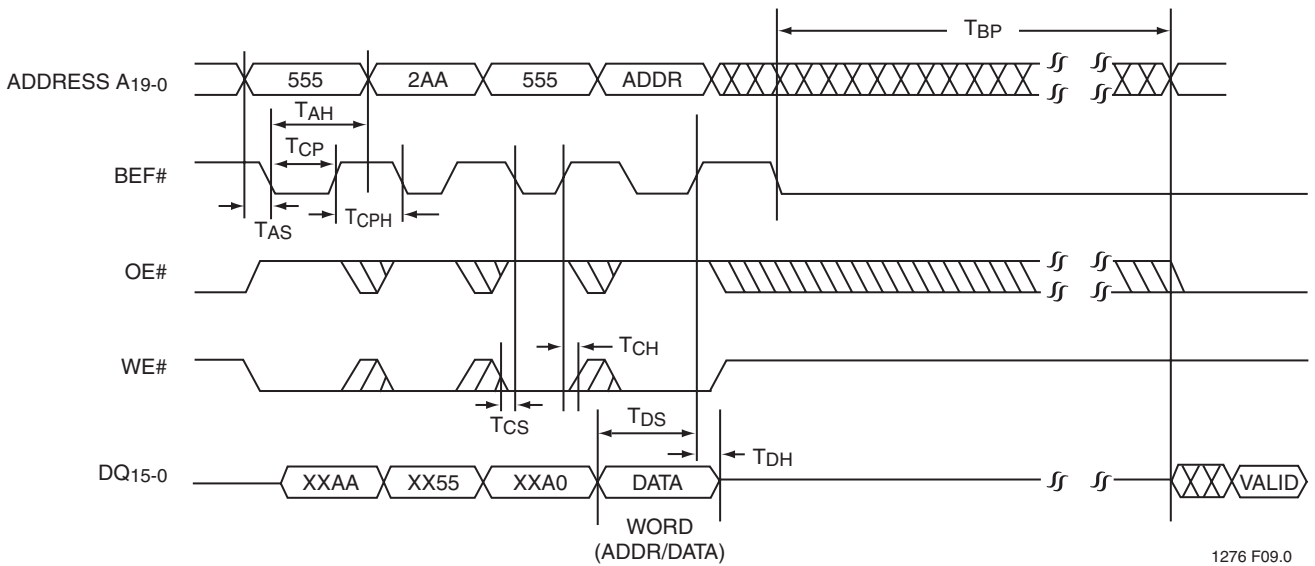 TBP
ADDRESS A19-0 555 2AA 555 ADDR
TAH
TCP
BEF#
TAS TCPH
OE#
TCH
WE#
TCS TDS
TDH
DQ15-0 XXAA XX55 XXA0 DATA VALID
WORD
(ADDR/DATA)
1276 F09.0